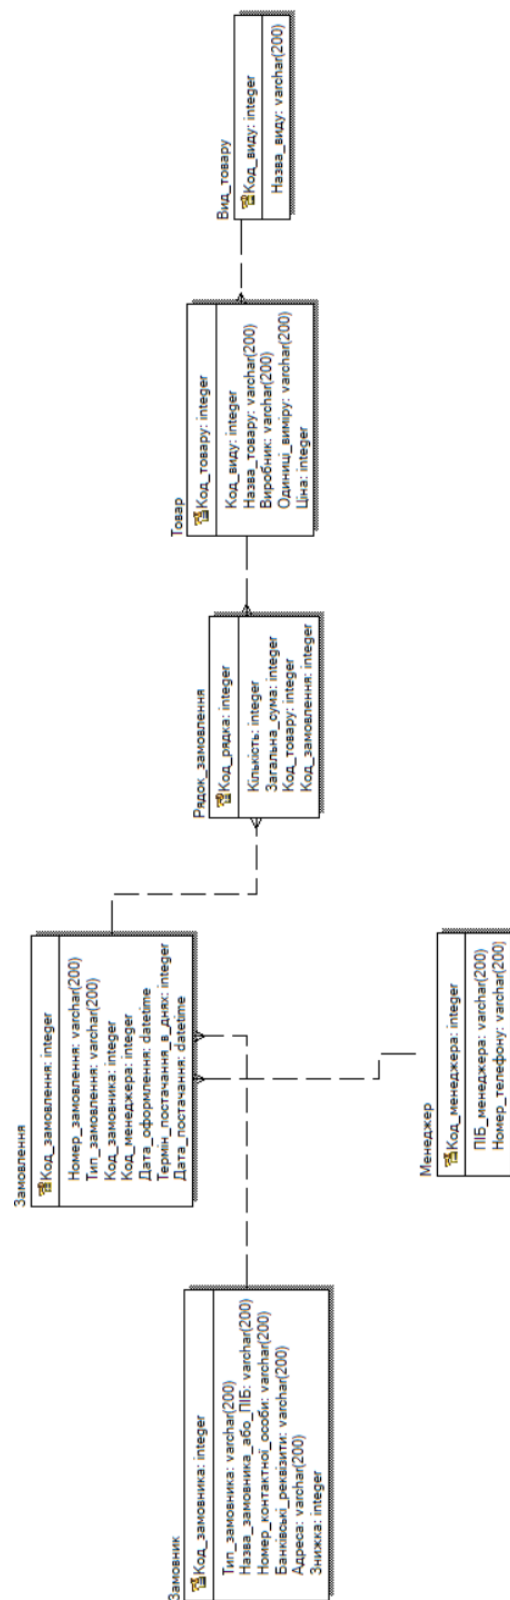 Замовник
Код_замовника: integer
Тип_замовника: varchar(200)
Назва_замовника_або_ПІБ: varchar(200)
Номер_контактної_особи: varchar(200)
Банківські_реквізити: varchar(200)
Адреса: varchar(200)
Знижка: integer
Замовлення
Код_замовлення: integer
Номер_замовлення: varchar(200)
Тип_замовлення: varchar(200)
Код_замовника: integer
Код_менеджера: integer
Дата_оформлення: datetime
Термін_постачання_в_днях: integer
Дата_постачання: datetime
Менеджер
Код_менеджера: integer
ПІБ_менеджера: varchar(200)
Номер_телефону: varchar(200)
Рядок_замовлення
Код_рядка: integer
Кількість: integer
Загальна_сума: integer
Код_товару: integer
Код_замовлення: integer
Товар
Код_товару: integer
Код_виду: integer
Назва_товару: varchar(200)
Виробник: varchar(200)
Одиниці_виміру: varchar(200)
Ціна: integer
Вид_товару
Код_виду: integer
Назва_виду: varchar(200)